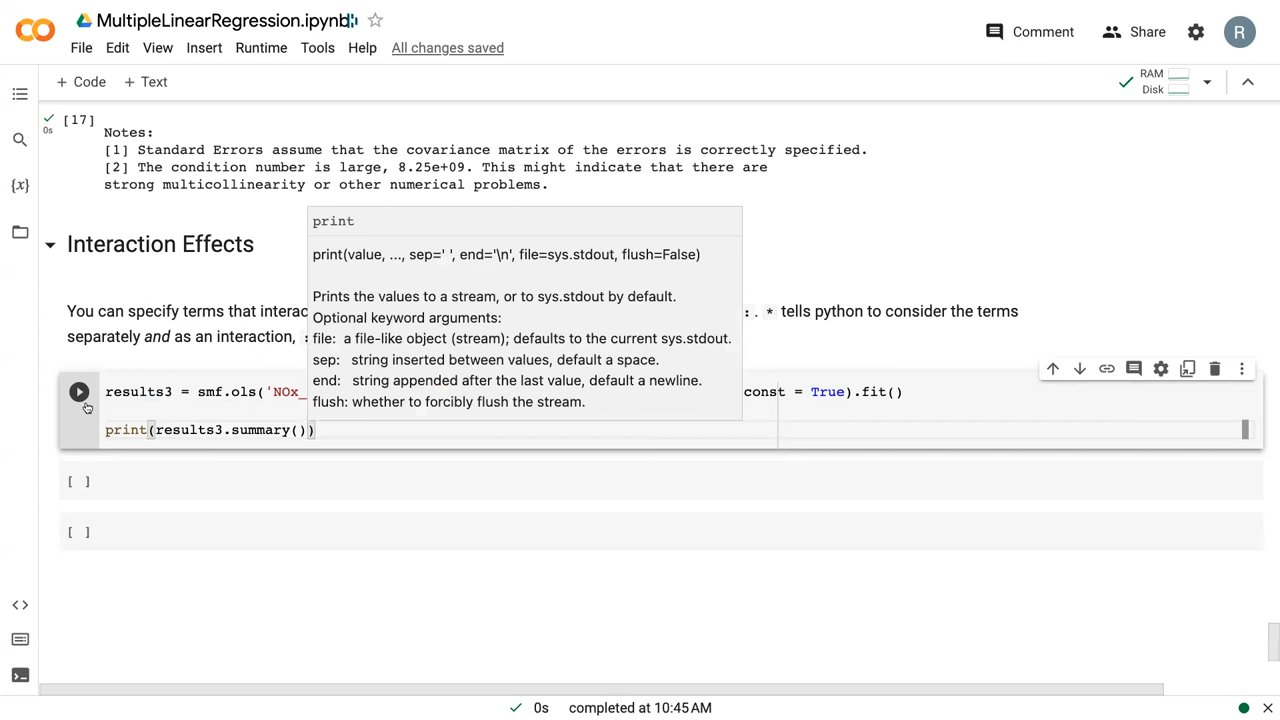 MultipleLinearRegression.ipynb
File Edit View Insert Runtime Tools Help All changes saved
Comment Share R
+ Code + Text
RAM
Disk
[17]
0s
Notes:
[1] Standard Errors assume that the covariance matrix of the errors is correctly specified.
[2] The condition number is large, 8.25e+09. This might indicate that there are
strong multicollinearity or other numerical problems.
{x}
Interaction Effects
print
print(value, ..., sep=' ', end='\n', file=sys.stdout, flush=False)
Prints the values to a stream, or to sys.stdout by default.
Optional keyword arguments:
file: a file-like object (stream); defaults to the current sys.stdout.
sep: string inserted between values, default a space.
end: string appended after the last value, default a newline.
flush: whether to forcibly flush the stream.
You can specify terms that interac :. * tells python to consider the terms
separately and as an interaction, :
results3 = smf.ols('NOx_ const = True).fit()
print(results3.summary())
[ ]
[ ]
0s completed at 10:45 AM